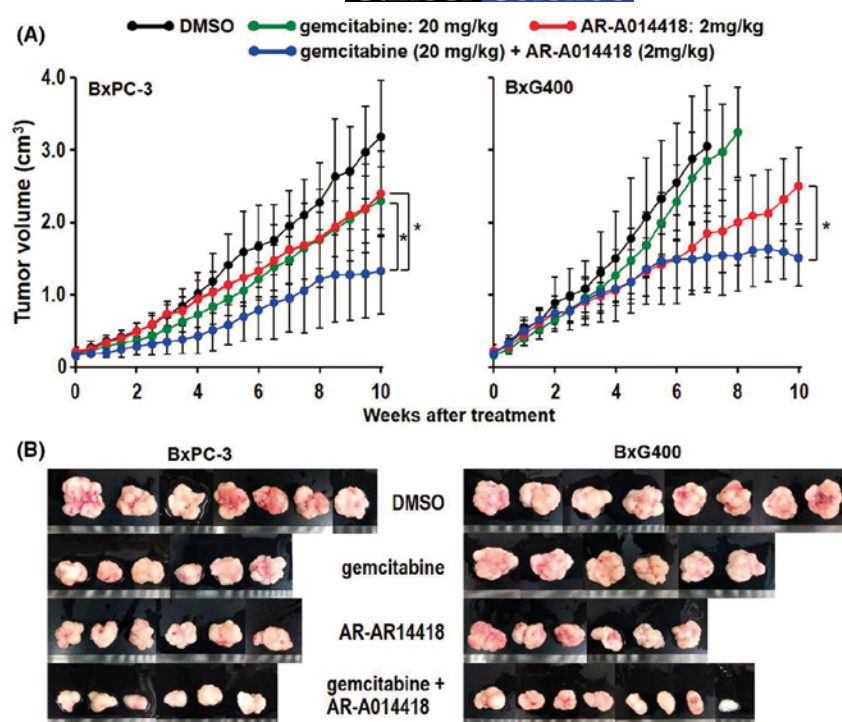 (A)
DMSO gemcitabine: 20 mg/kg AR-A014418: 2mg/kg
gemcitabine (20 mg/kg) + AR-A014418 (2mg/kg)
BxPC-3 BxG400
Tumor volume (cm3)
4.0
3.0
2.0
1.0
0
* *
*
0 2 4 6 8 10 0 2 4 6 8 10
Weeks after treatment
(B)
BxPC-3 BxG400
DMSO
gemcitabine
AR-AR14418
gemcitabine +
AR-A014418